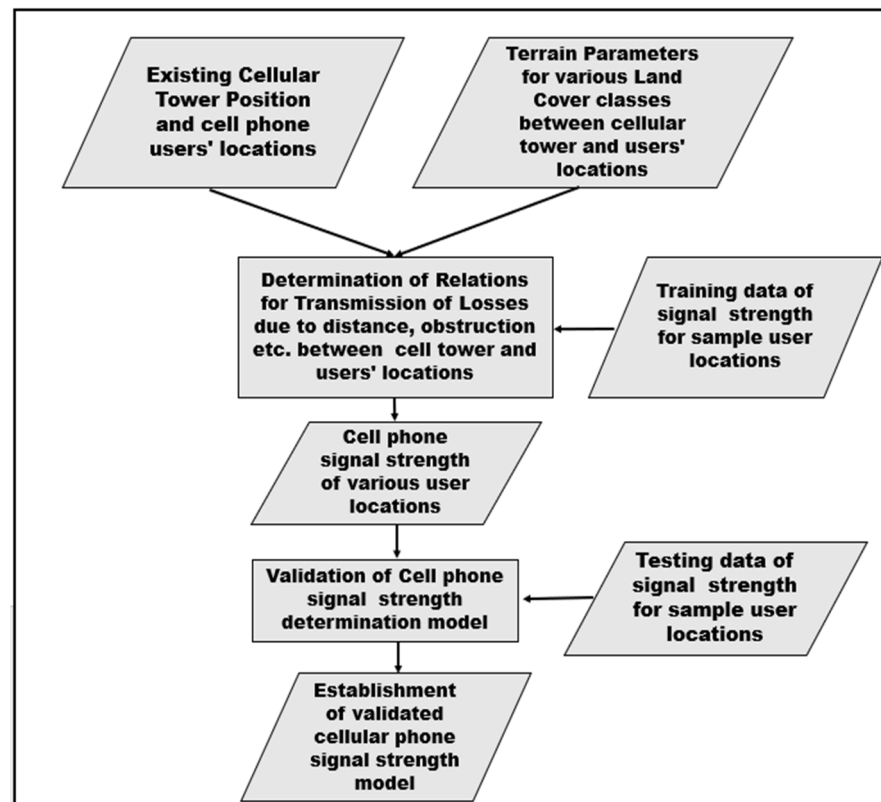 Existing Cellular
Tower Position
and cell phone
users' locations
Terrain Parameters
for various Land
Cover classes
between cellular
tower and users'
locations
Determination of Relations
for Transmission of Losses
due to distance, obstruction
etc. between cell tower and
users' locations
Training data of
signal strength
for sample user
locations
Cell phone
signal strength
of various user
locations
Validation of Cell phone
signal strength
determination model
Testing data of
signal strength
for sample user
locations
Establishment
of validated
cellular phone
signal strength
model